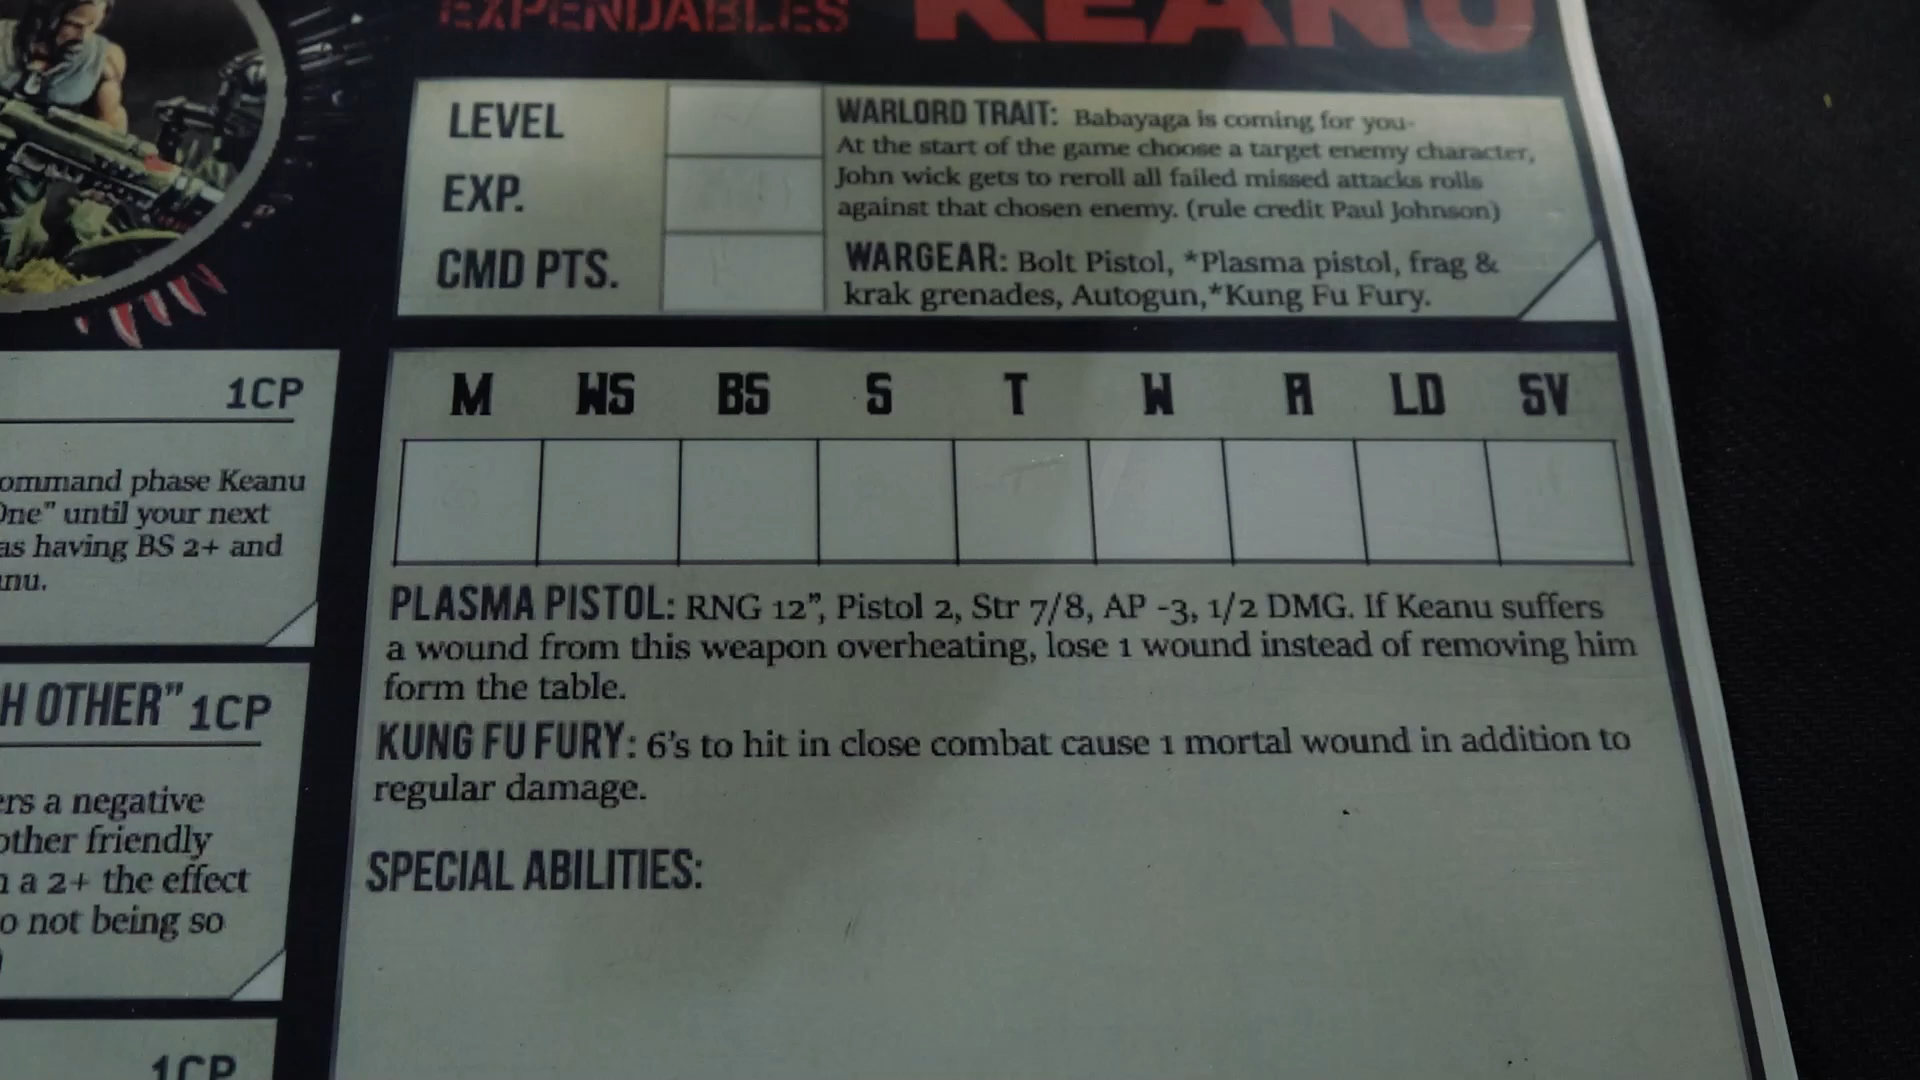 EXPENDABLES KEANU
LEVEL
EXP.
CMD PTS.
WARLORD TRAIT: Babayaga is coming for you-
At the start of the game choose a target enemy character,
John wick gets to reroll all failed missed attacks rolls
against that chosen enemy. (rule credit Paul Johnson)
WARGEAR: Bolt Pistol, *Plasma pistol, frag &
krak grenades, Autogun,*Kung Fu Fury.
1CP
ommand phase Keanu
One" until your next
as having BS 2+ and
anu.
H OTHER" 1CP
ers a negative
other friendly
n a 2+ the effect
o not being so
1CP
M WS BS S T W A LD SV
PLASMA PISTOL: RNG 12", Pistol 2, Str 7/8, AP -3, 1/2 DMG. If Keanu suffers
a wound from this weapon overheating, lose 1 wound instead of removing him
form the table.
KUNG FU FURY: 6's to hit in close combat cause 1 mortal wound in addition to
regular damage.
SPECIAL ABILITIES: